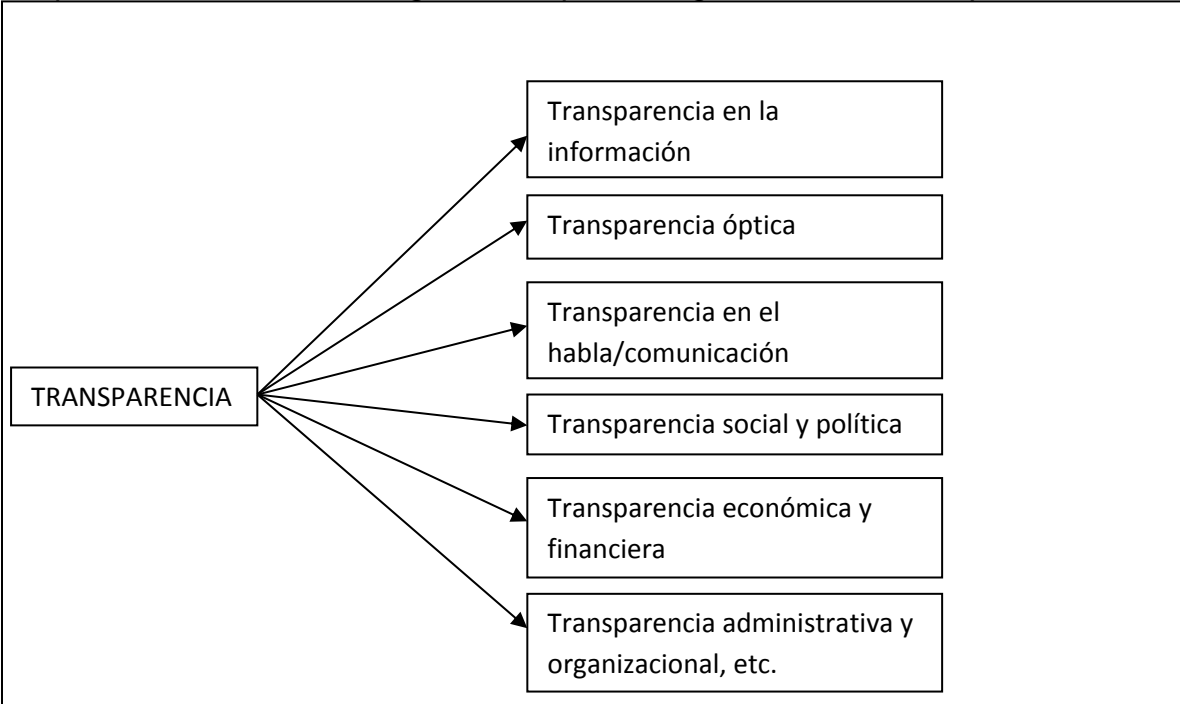 Transparencia en la
información
Transparencia óptica
Transparencia en el
habla/comunicación
TRANSPARENCIA
Transparencia social y política
Transparencia económica y
financiera
Transparencia administrativa y
organizacional, etc.